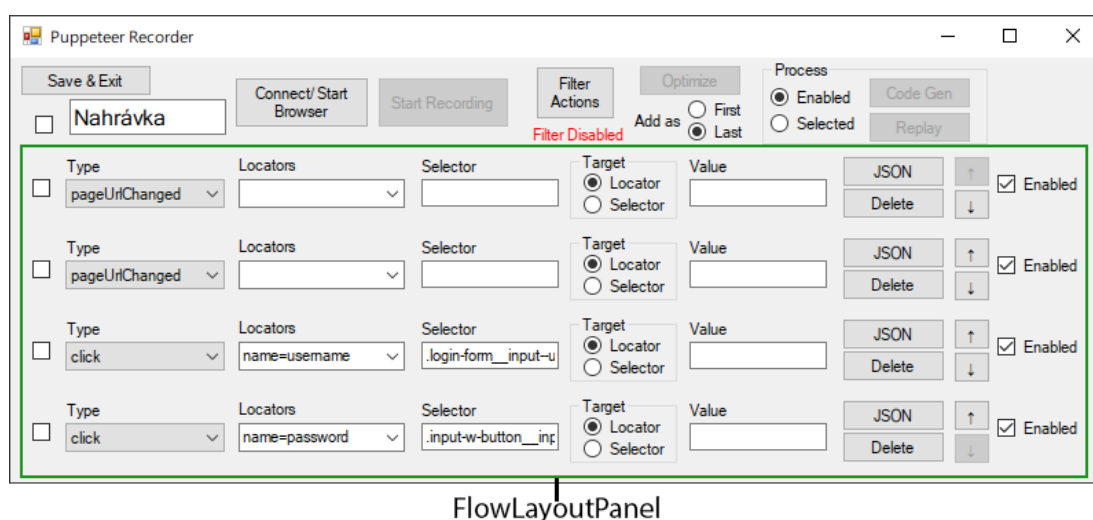 Puppeteer Recorder
Save & Exit
Nahrávka
Connect/ Start
Browser
Start Recording
Filter
Actions
Filter Disabled
Optimize
Add as
First
Last
Process
Enabled
Selected
Code Gen
Replay
Type Locators Selector Target Value
pageUrlChanged Locator Selector JSON Delete ↑ ↓ Enabled
Type Locators Selector Target Value
pageUrlChanged Locator Selector JSON Delete ↑ ↓ Enabled
Type Locators Selector Target Value
click name=username .login-form__input--u Locator Selector JSON Delete ↑ ↓ Enabled
Type Locators Selector Target Value
click name=password .input-w-button__inp Locator Selector JSON Delete ↑ ↓ Enabled
FlowLayoutPanel